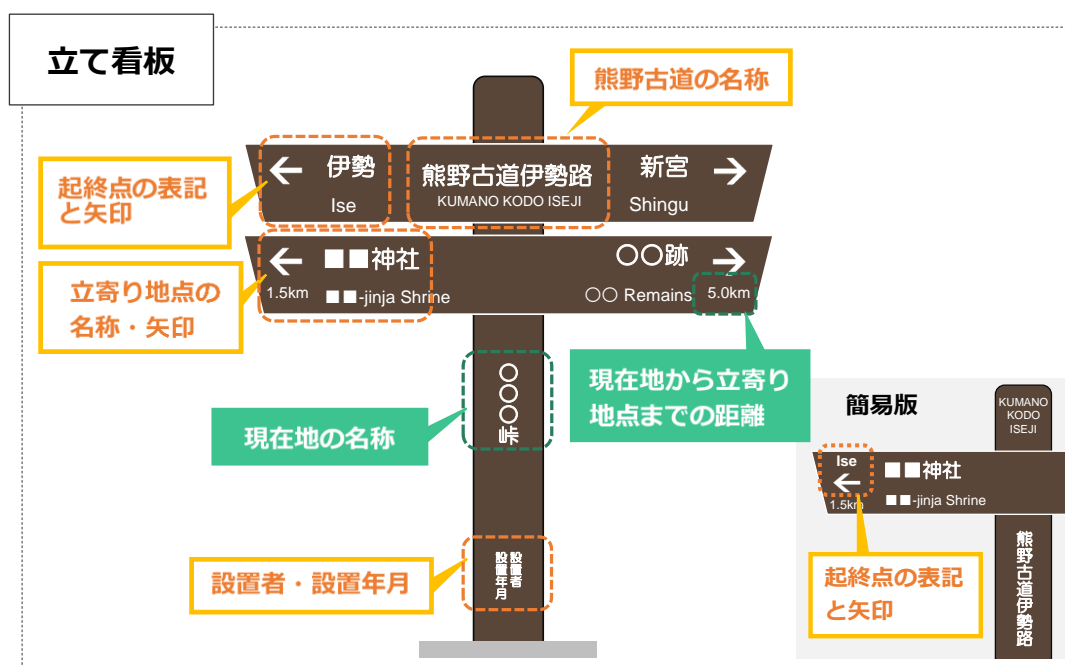 立て看板
熊野古道の名称
起終点の表記
と矢印
← 伊勢
Ise
熊野古道伊勢路
KUMANO KODO ISEJI
新宮 →
Shingu
立寄り地点の
名称・矢印
← ■■神社
1.5km ■■-jinja Shrine
〇〇跡 →
〇〇 Remains 5.0km
現在地から立寄り
地点までの距離
〇〇〇峠
現在地の名称
設置者
設置年月
設置者・設置年月
簡易版
KUMANO
KODO
ISEJI
Ise
← ■■神社
1.5km ■■-jinja Shrine
熊野古道伊勢路
起終点の表記
と矢印